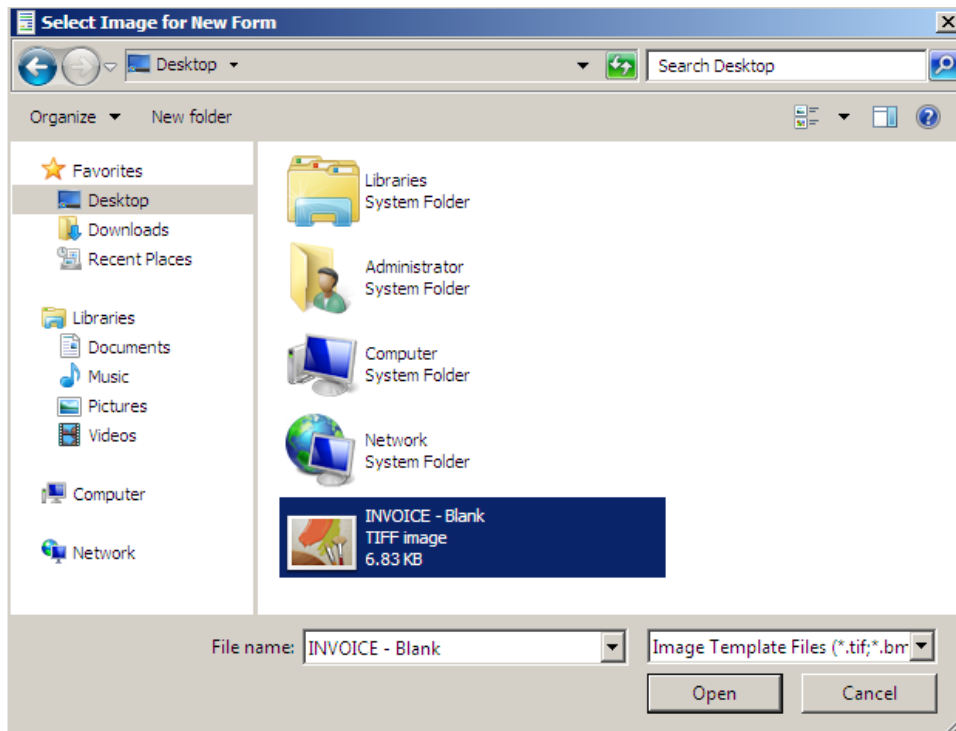 Select Image for New Form
Desktop
Search Desktop
Organize
New folder
Favorites
Desktop
Downloads
Recent Places
Libraries
Documents
Music
Pictures
Videos
Computer
Network
Libraries
System Folder
Administrator
System Folder
Computer
System Folder
Network
System Folder
INVOICE - Blank
TIFF image
6.83 KB
File name:
INVOICE - Blank
Image Template Files (*.tif;*.bm
Open
Cancel